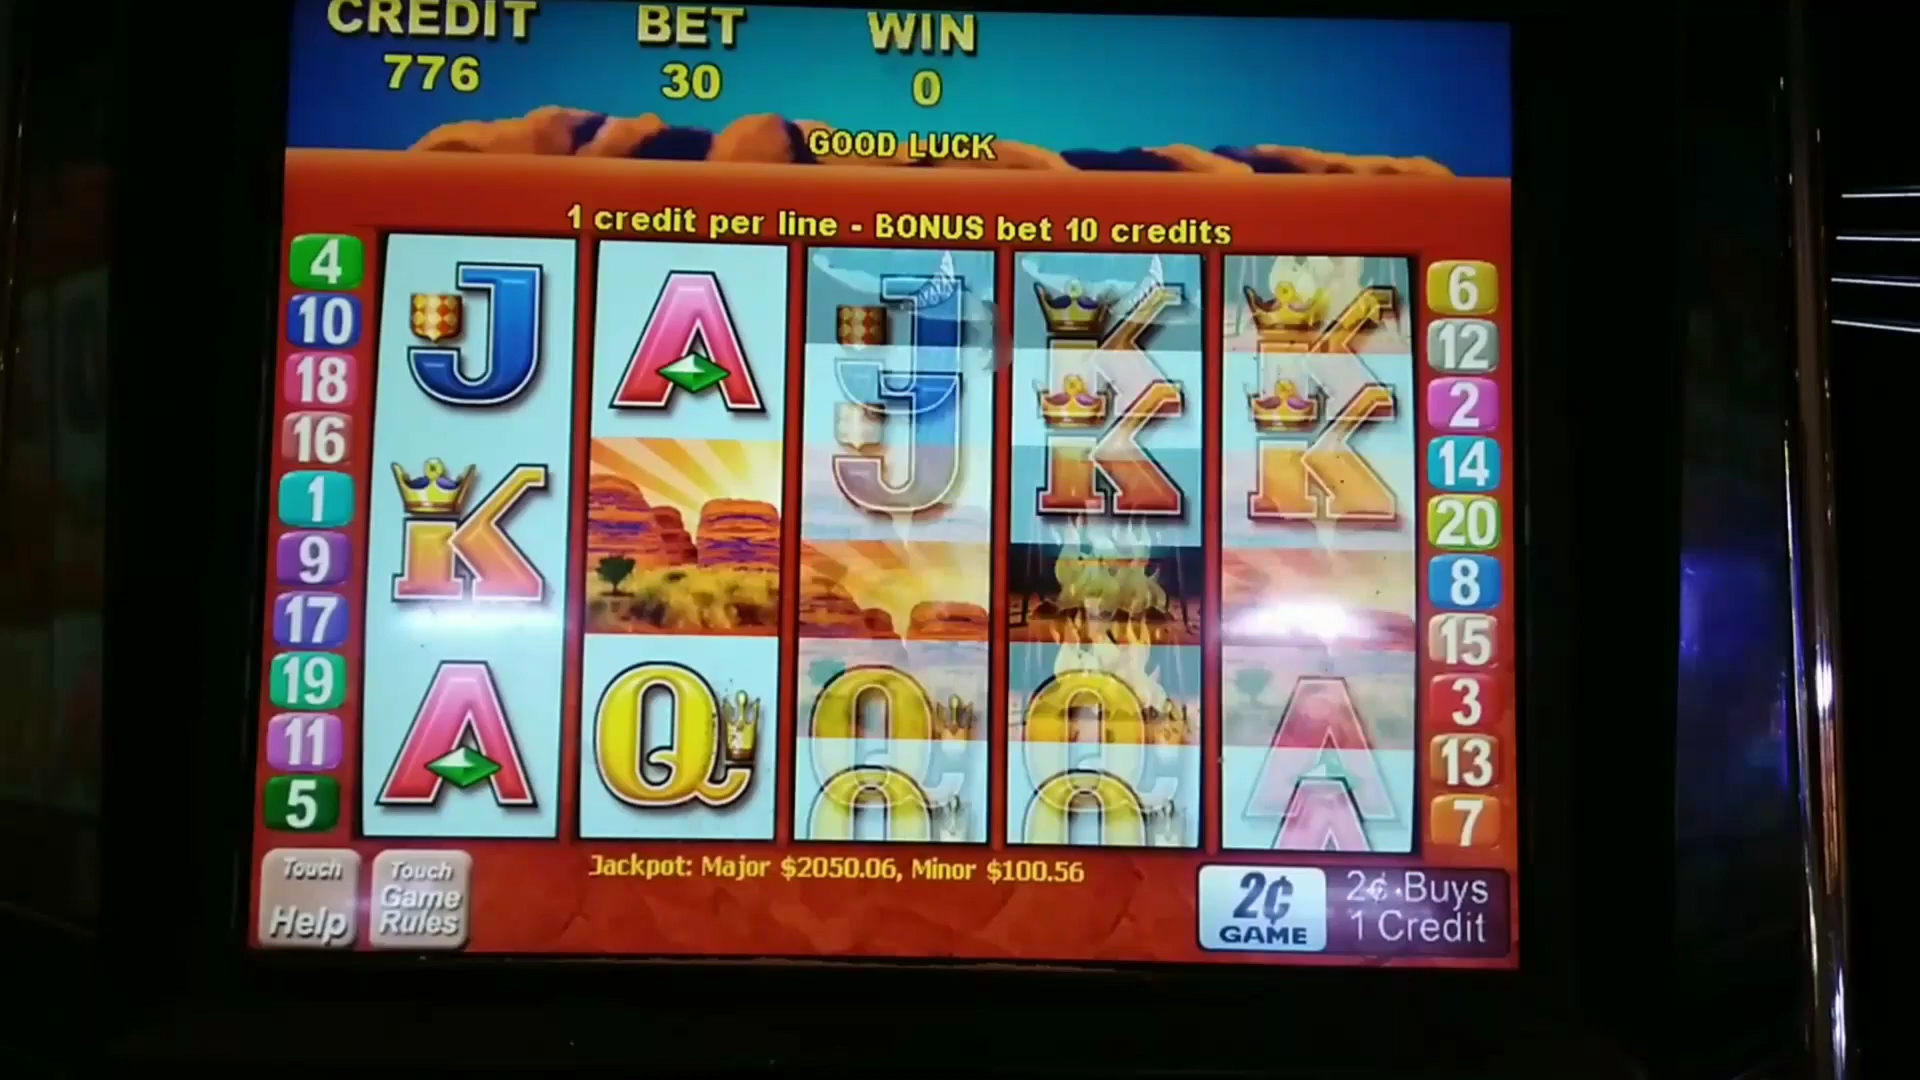 CREDIT BET WIN
776 30 0
GOOD LUCK
1 credit per line - BONUS bet 10 credits
4
10
18
16
1
9
17
19
11
5
J A J K K
J K K
K
A Q Q Q A
Q Q A
6
12
2
14
20
8
15
3
13
7
Jackpot: Major $2050.06, Minor $100.56
Touch
Help
Touch
Game
Rules
2¢
GAME
2¢ Buys
1 Credit